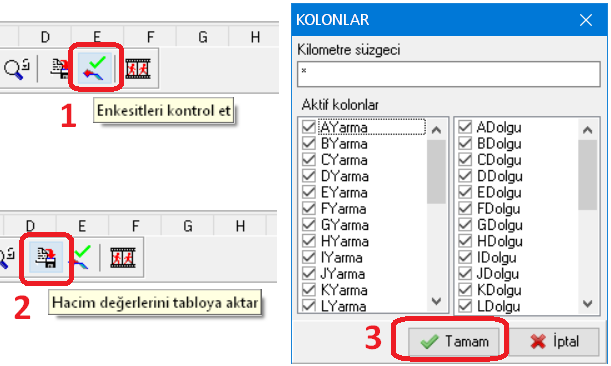 D E F G H
1
Enkesitleri kontrol et
D E F G H
2
Hacim değerlerini tabloya aktar
KOLONLAR
Kilometre süzgeci
*
Aktif kolonlar
AYarma
BYarma
CYarma
DYarma
EYarma
FYarma
GYarma
HYarma
IYarma
JYarma
KYarma
LYarma
ADolgu
BDolgu
CDolgu
DDolgu
EDolgu
FDolgu
GDolgu
HDolgu
IDolgu
JDolgu
KDolgu
LDolgu
3
Tamam
İptal